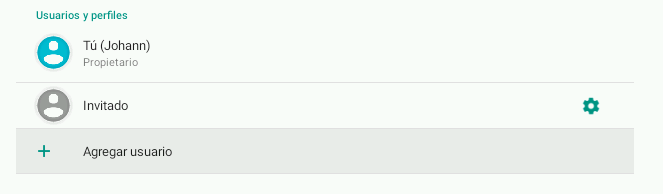 Usuarios y perfiles
Tú (Johann)
Propietario
Invitado
Agregar usuario